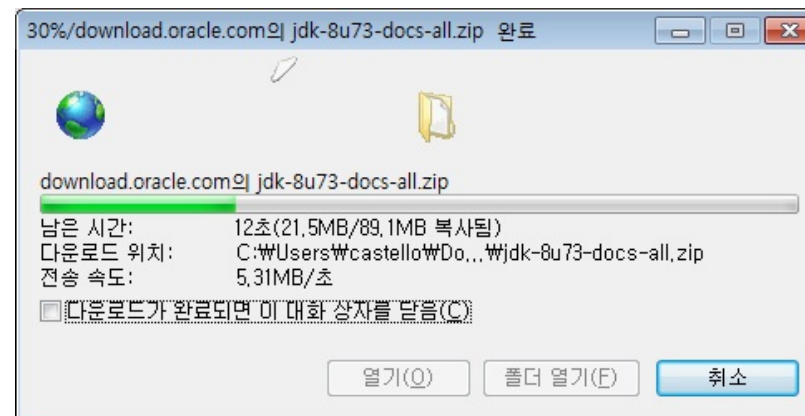 30%/download.oracle.com의 jdk-8u73-docs-all.zip 완료
download.oracle.com의 jdk-8u73-docs-all.zip
남은 시간: 12초(21,5MB/89,1MB 복사됨)
다운로드 위치: C:₩Users₩castello₩Do,,,₩jdk-8u73-docs-all,zip
전송 속도: 5,31MB/초
다운로드가 완료되면 이 대화 상자를 닫음(C)
열기(O) 폴더 열기(F) 취소